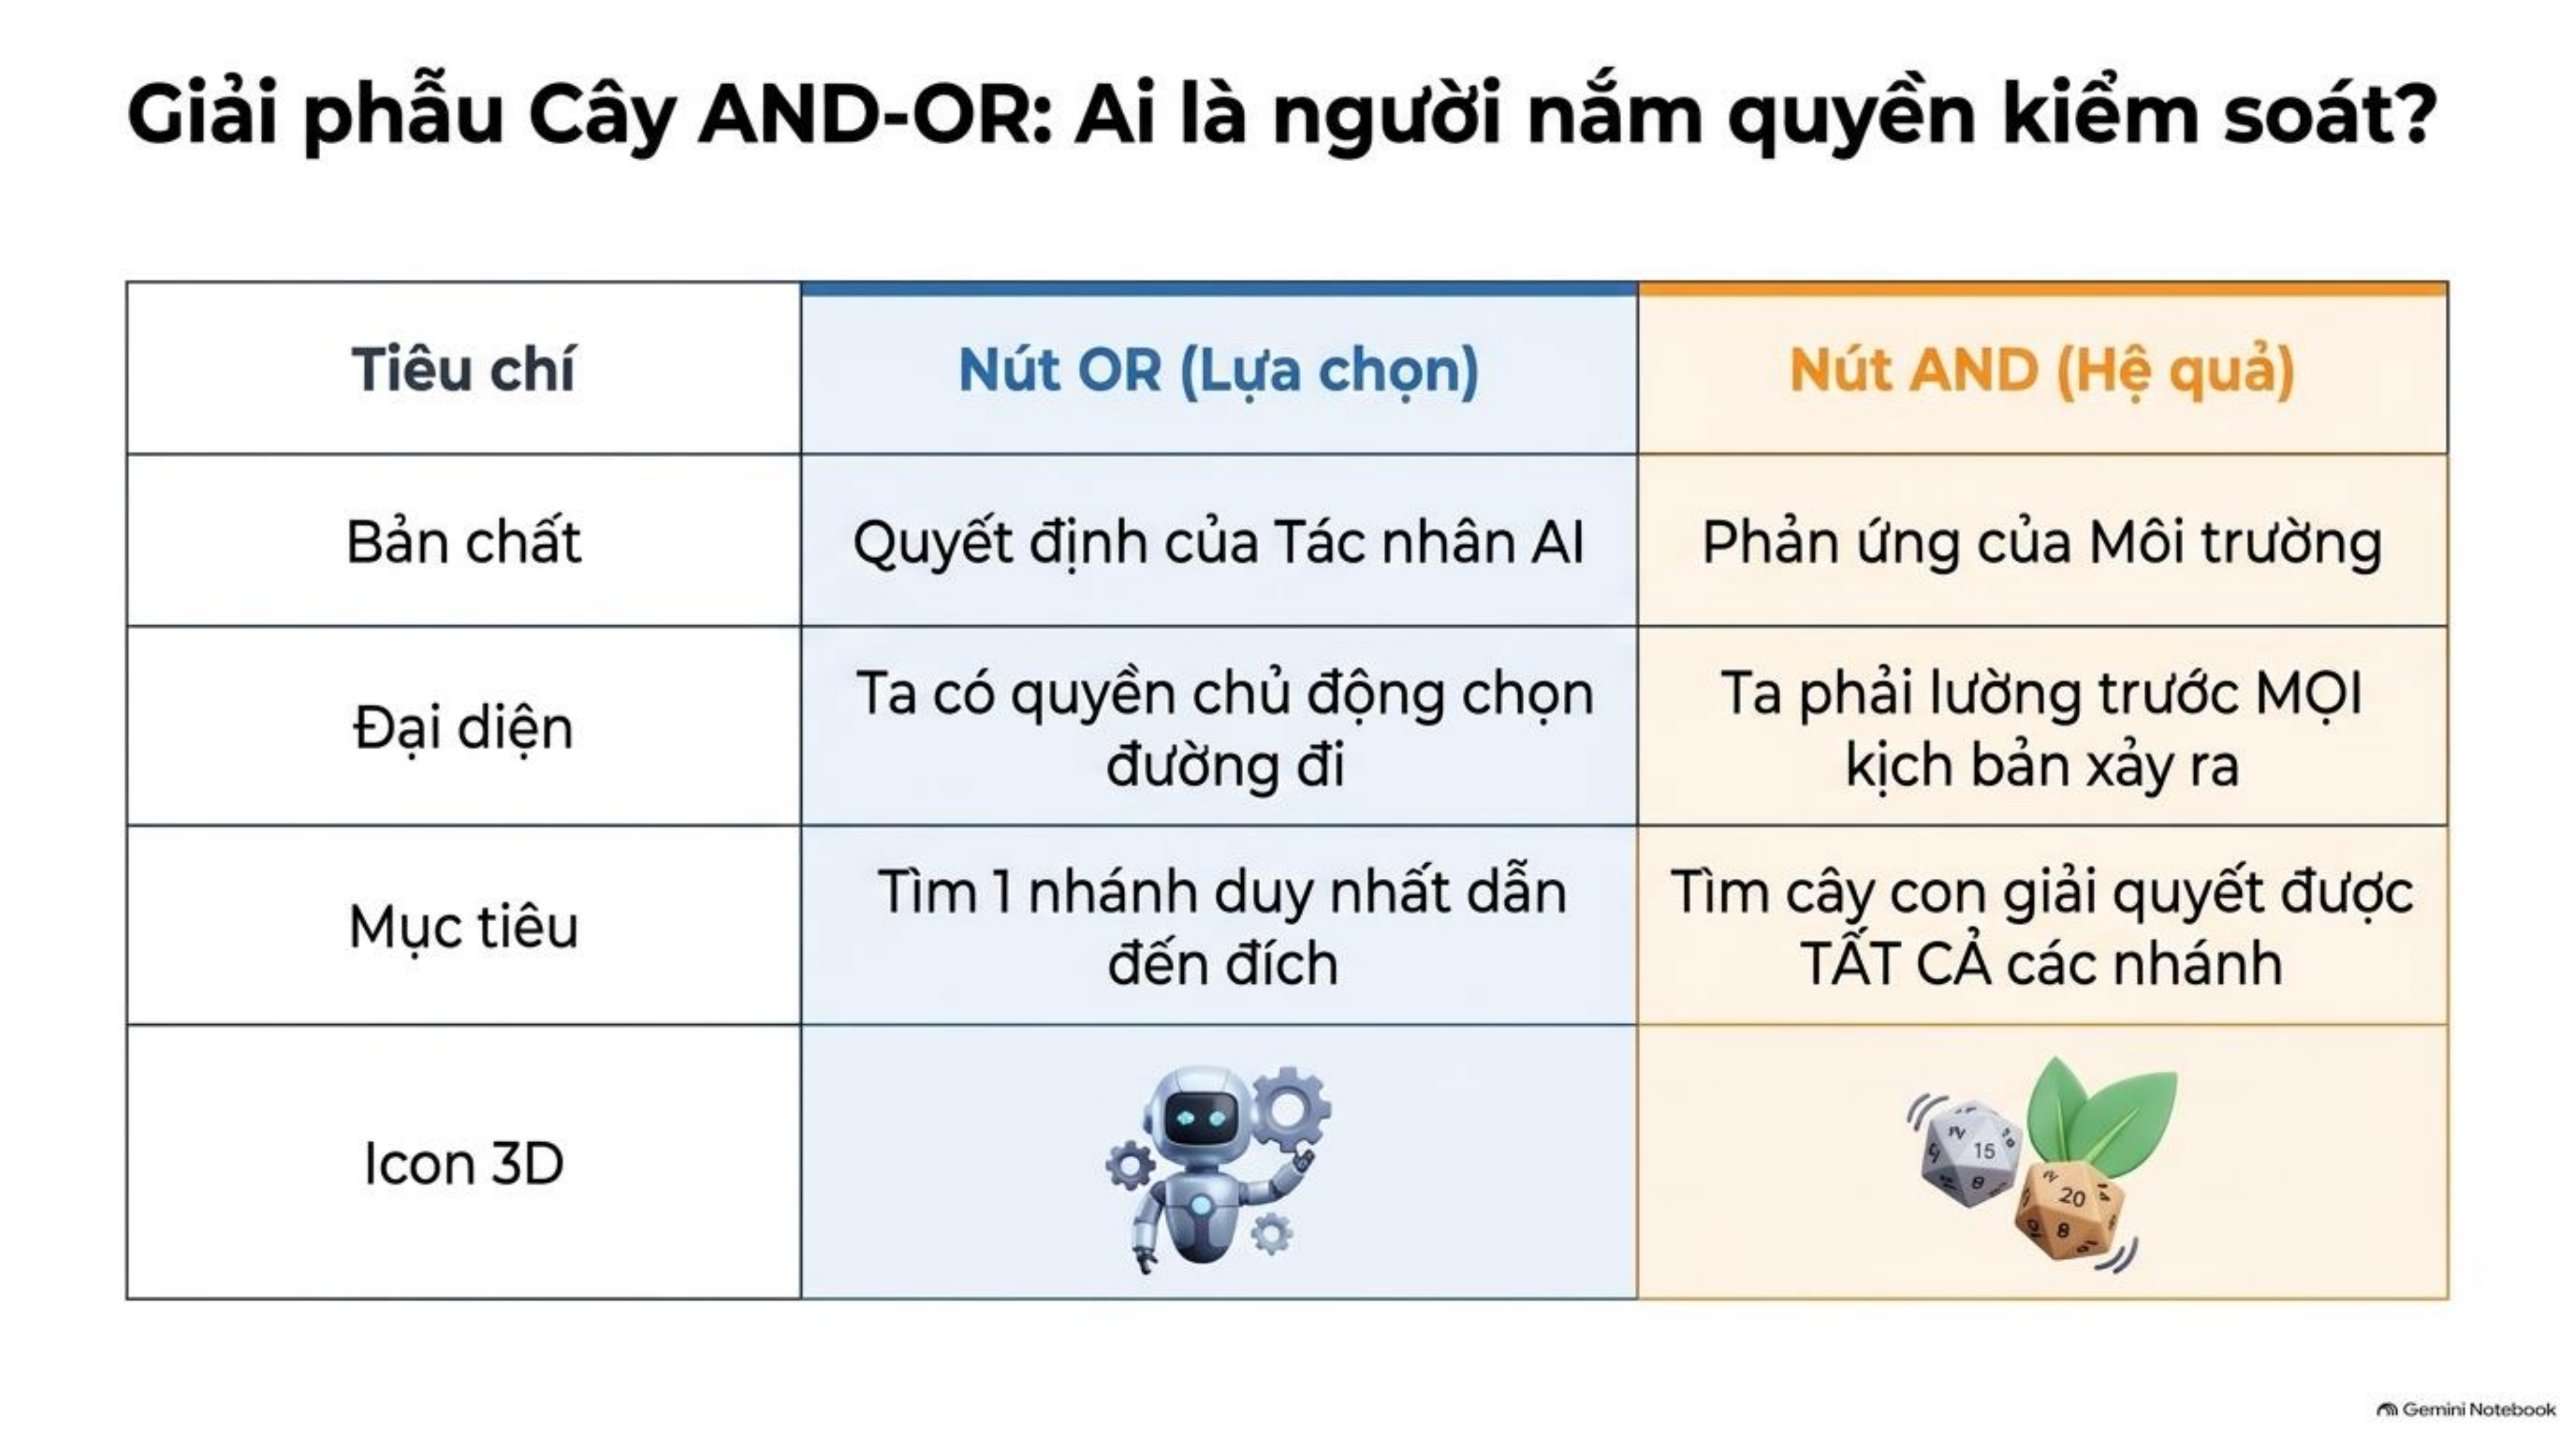 Giải phẫu Cây AND-OR: Ai là người nắm quyền kiểm soát?
Tiêu chí
Nút OR (Lựa chọn)
Nút AND (Hệ quả)
Bản chất
Quyết định của Tác nhân AI
Phản ứng của Môi trường
Đại diện
Ta có quyền chủ động chọn
đường đi
Ta phải lường trước MỌI
kịch bản xảy ra
Mục tiêu
Tìm 1 nhánh duy nhất dẫn
đến đích
Tìm cây con giải quyết được
TẤT CẢ các nhánh
Icon 3D
15
8
20
8
Gemini Notebook